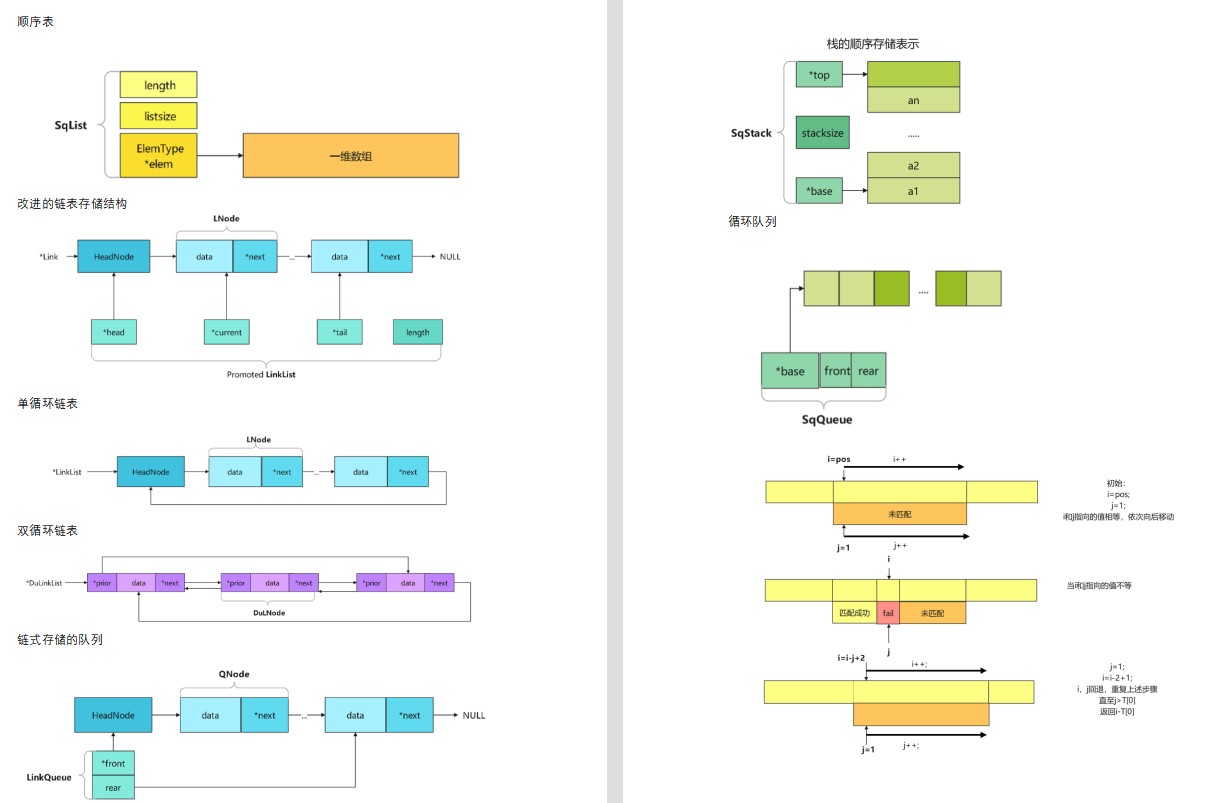 顺序表
length
listsize
SqList
ElemType
*elem
一维数组
改进的链表存储结构
LNode
*Link
HeadNode
data
*next
...
data
*next
NULL
*head
*current
*tail
length
Promoted LinkList
单循环链表
LNode
*LinkList
HeadNode
data
*next
...
data
*next
双循环链表
*DuLinkList
*prior
data
*next
*prior
data
*next
*prior
data
*next
DuLNode
链式存储的队列
QNode
HeadNode
data
*next
...
data
*next
NULL
*front
LinkQueue
rear
栈的顺序存储表示
*top
an
SqStack
stacksize
.....
a2
*base
a1
循环队列
....
*base
front
rear
SqQueue
i=pos
i++
未匹配
j=1
j++
初始：
i=pos;
j=1;
i和j指向的值相等，依次向后移动
i
匹配成功
fail
未匹配
j
当i和j指向的值不等
i=i-j+2
i++;
j=1
j++;
j=1;
i=i-2+1;
i，j回退，重复上述步骤
直至j>T[0]
返回i-T[0]